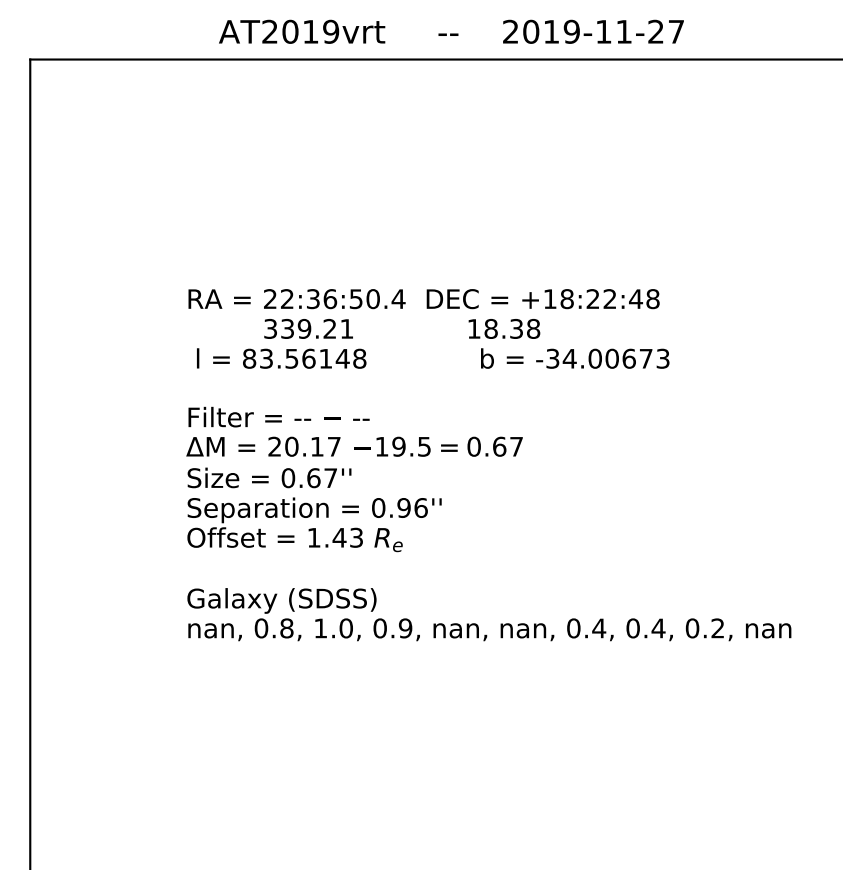 AT2019vrt -- 2019-11-27
RA = 22:36:50.4 DEC = +18:22:48
339.21 18.38
l = 83.56148 b = -34.00673
Filter = -- − --
ΔM = 20.17 −19.5 = 0.67
Size = 0.67''
Separation = 0.96''
Offset = 1.43 Rₑ
Galaxy (SDSS)
nan, 0.8, 1.0, 0.9, nan, nan, 0.4, 0.4, 0.2, nan